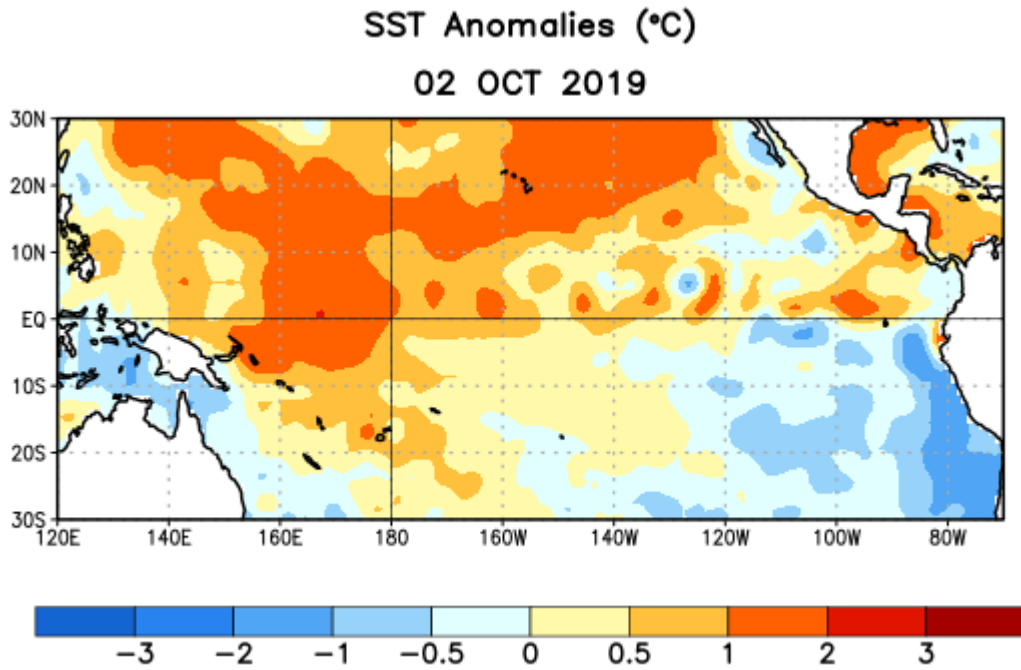 SST Anomalies (°C)
02 OCT 2019
30N
20N
10N
EQ
10S
20S
30S
120E 140E 160E 180 160W 140W 120W 100W 80W
-3 -2 -1 -0.5 0 0.5 1 2 3